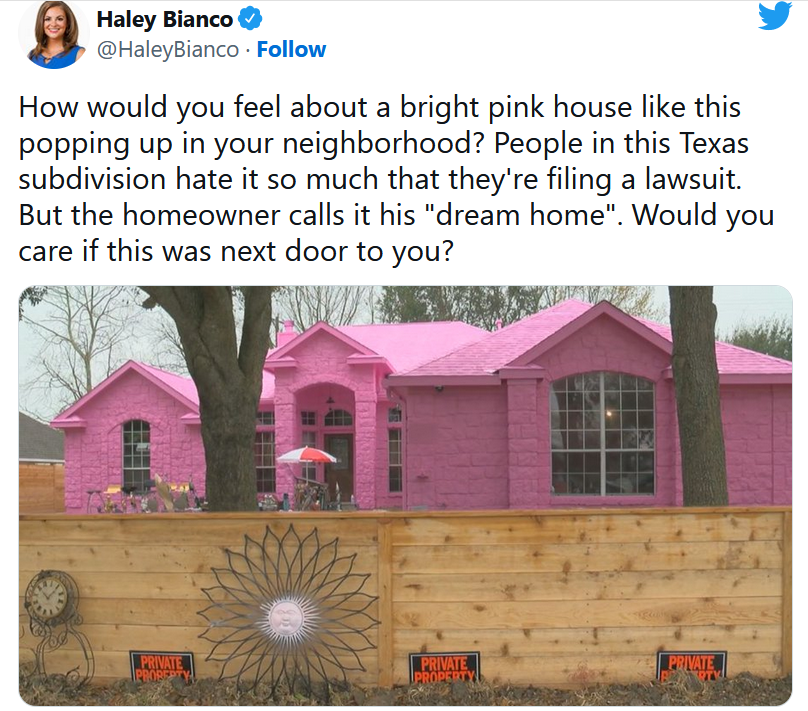 Haley Bianco
@HaleyBianco · Follow
How would you feel about a bright pink house like this
popping up in your neighborhood? People in this Texas
subdivision hate it so much that they're filing a lawsuit.
But the homeowner calls it his "dream home". Would you
care if this was next door to you?
PRIVATE PRIVATE PRIVATE
PROPERTY PROPERTY PROPERTY